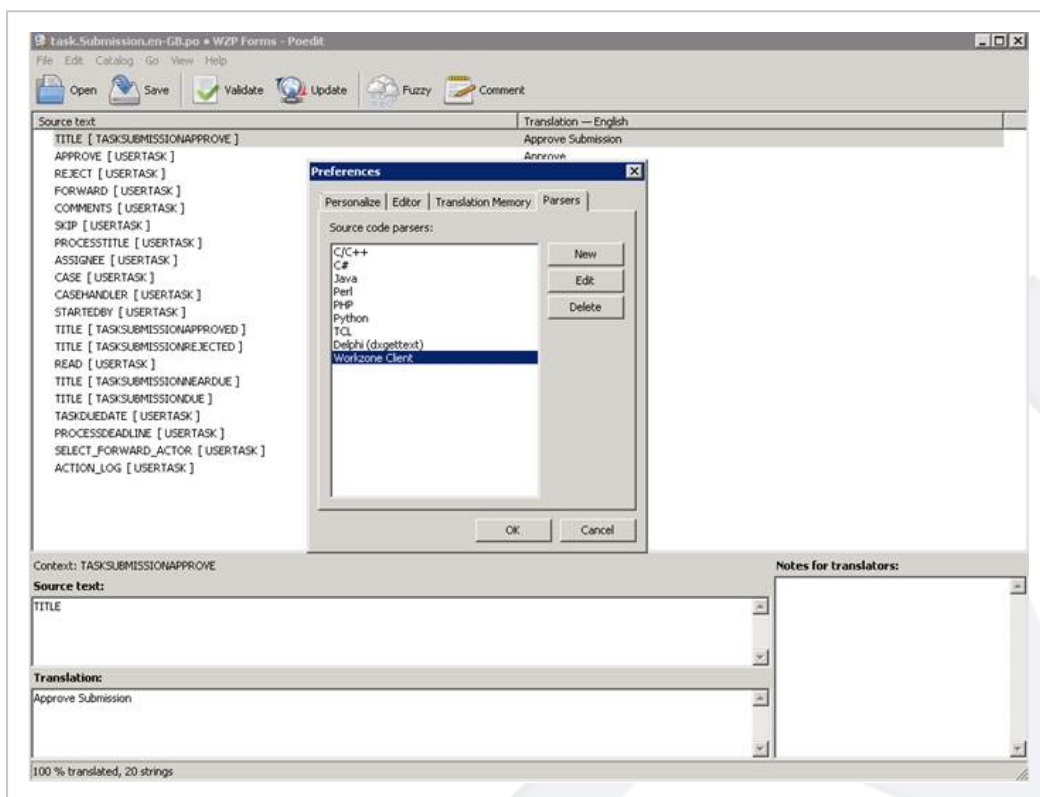 task.Submission.en-GB.po • WZP Forms - Poedit
File Edit Catalog Go View Help
Open Save Validate Update Fuzzy Comment
Source text Translation — English
TITLE [ TASKSUBMISSIONAPPROVE ] Approve Submission
APPROVE [ USERTASK ] Approve
REJECT [ USERTASK ]
FORWARD [ USERTASK ]
COMMENTS [ USERTASK ]
SKIP [ USERTASK ]
PROCESSTITLE [ USERTASK ]
ASSIGNEE [ USERTASK ]
CASE [ USERTASK ]
CASEHANDLER [ USERTASK ]
STARTEDBY [ USERTASK ]
TITLE [ TASKSUBMISSIONAPPROVED ]
TITLE [ TASKSUBMISSIONREJECTED ]
READ [ USERTASK ]
TITLE [ TASKSUBMISSIONNEARDUE ]
TITLE [ TASKSUBMISSIONDUE ]
TASKDUEDATE [ USERTASK ]
PROCESSDEADLINE [ USERTASK ]
SELECT_FORWARD_ACTOR [ USERTASK ]
ACTION_LOG [ USERTASK ]
Preferences
Personalize Editor Translation Memory Parsers
Source code parsers:
C/C++
C#
Java
Perl
PHP
Python
TCL
Delphi (dxgettext)
Workzone Client
New
Edit
Delete
OK Cancel
Context: TASKSUBMISSIONAPPROVE
Source text:
TITLE
Translation:
Approve Submission
Notes for translators:
100 % translated, 20 strings